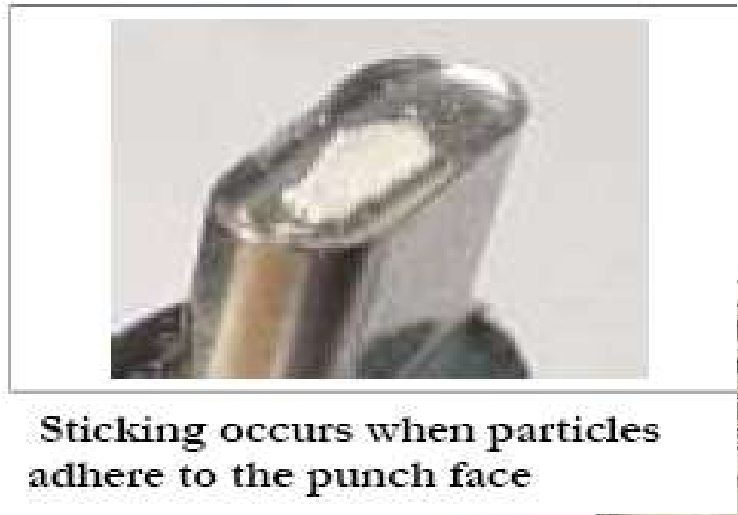 Sticking occurs when particles
adhere to the punch face